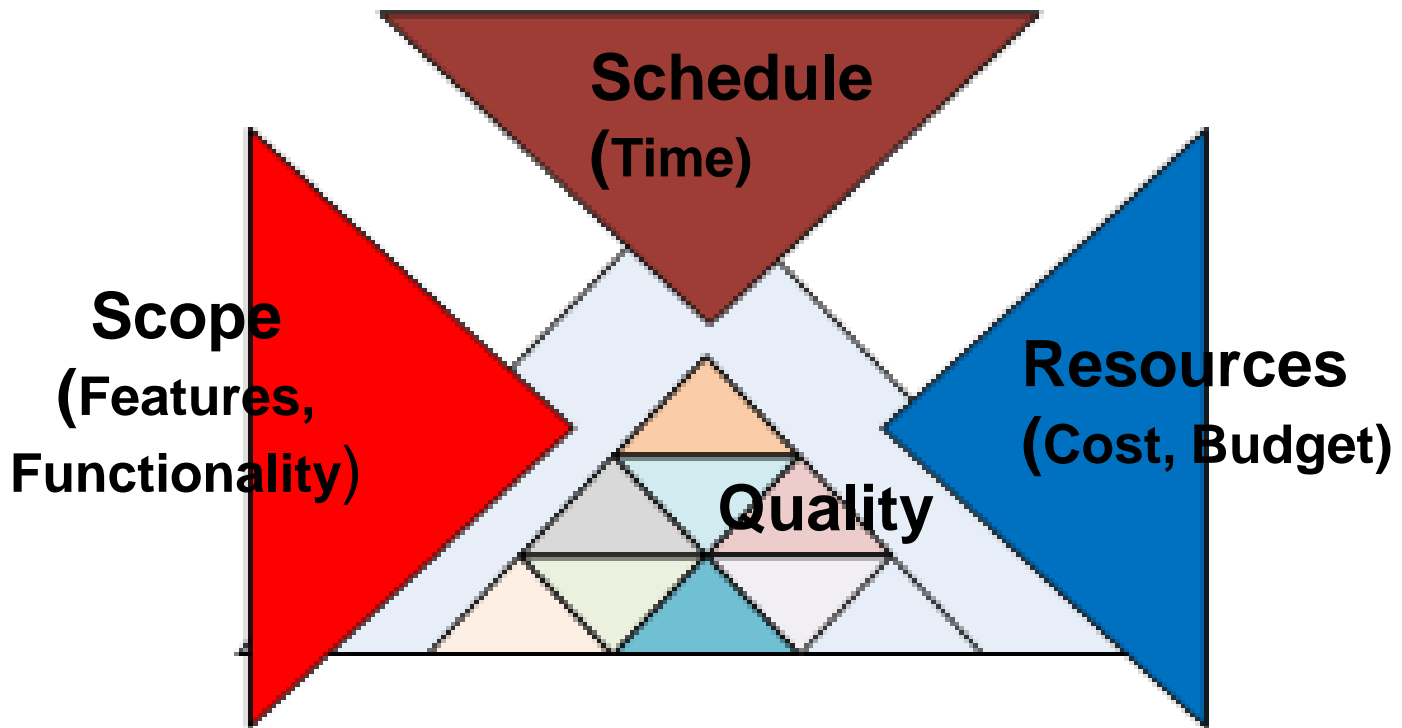 Schedule
(Time)
Scope
(Features,
Functionality)
Resources
(Cost, Budget)
Quality